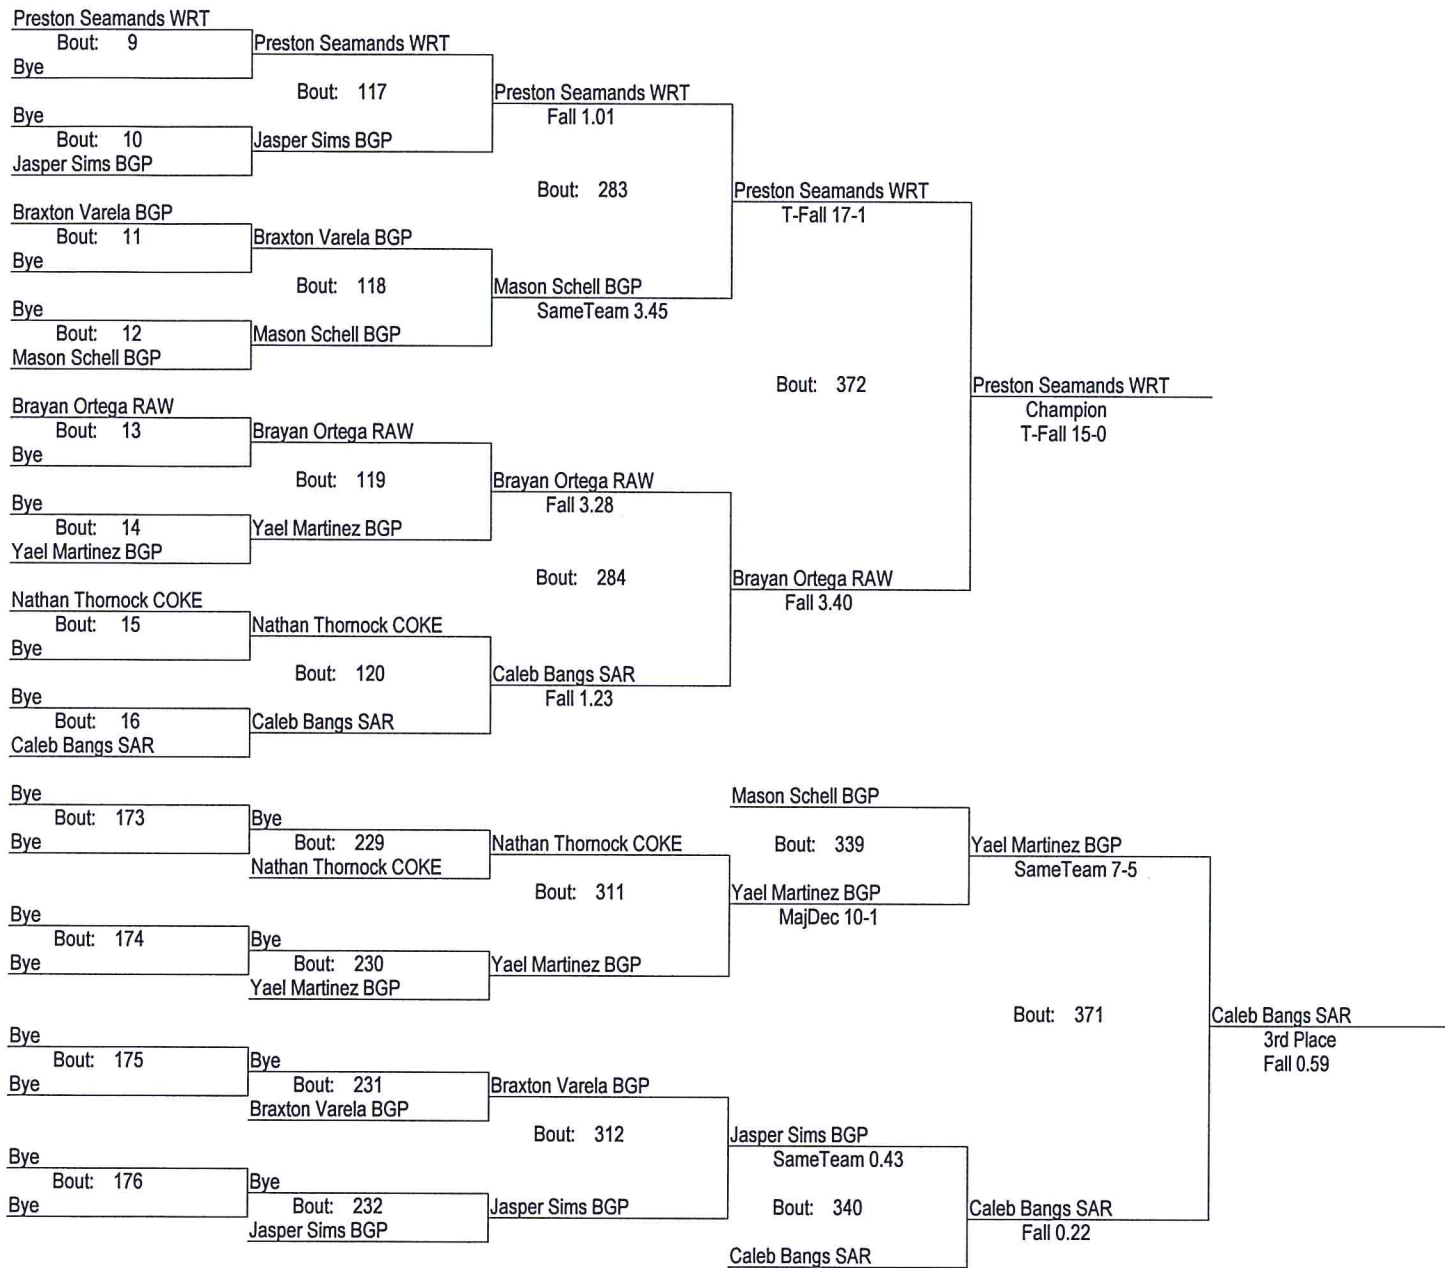 Preston Seamands WRT
Bout: 9
Bye
Bye
Bout: 10
Jasper Sims BGP
Braxton Varela BGP
Bout: 11
Bye
Bye
Bout: 12
Mason Schell BGP
Brayan Ortega RAW
Bout: 13
Bye
Bye
Bout: 14
Yael Martinez BGP
Nathan Thornock COKE
Bout: 15
Bye
Bye
Bout: 16
Caleb Bangs SAR
Preston Seamands WRT
Bout: 117
Jasper Sims BGP
Braxton Varela BGP
Bout: 118
Mason Schell BGP
Brayan Ortega RAW
Bout: 119
Yael Martinez BGP
Nathan Thornock COKE
Bout: 120
Caleb Bangs SAR
Preston Seamands WRT
Fall 1.01
Bout: 283
Mason Schell BGP
SameTeam 3.45
Brayan Ortega RAW
Fall 3.28
Bout: 284
Caleb Bangs SAR
Fall 1.23
Preston Seamands WRT
T-Fall 17-1
Bout: 372
Brayan Ortega RAW
Fall 3.40
Preston Seamands WRT
Champion
T-Fall 15-0
Bye
Bout: 173
Bye
Bye
Bout: 174
Bye
Bye
Bout: 175
Bye
Bye
Bout: 176
Bye
Bye
Bout: 229
Nathan Thornock COKE
Bye
Bout: 230
Yael Martinez BGP
Bye
Bout: 231
Braxton Varela BGP
Bye
Bout: 232
Jasper Sims BGP
Nathan Thornock COKE
Bout: 311
Yael Martinez BGP
Braxton Varela BGP
Bout: 312
Jasper Sims BGP
Mason Schell BGP
Bout: 339
Yael Martinez BGP
MajDec 10-1
Jasper Sims BGP
SameTeam 0.43
Bout: 340
Caleb Bangs SAR
Yael Martinez BGP
SameTeam 7-5
Bout: 371
Caleb Bangs SAR
Fall 0.22
Caleb Bangs SAR
3rd Place
Fall 0.59